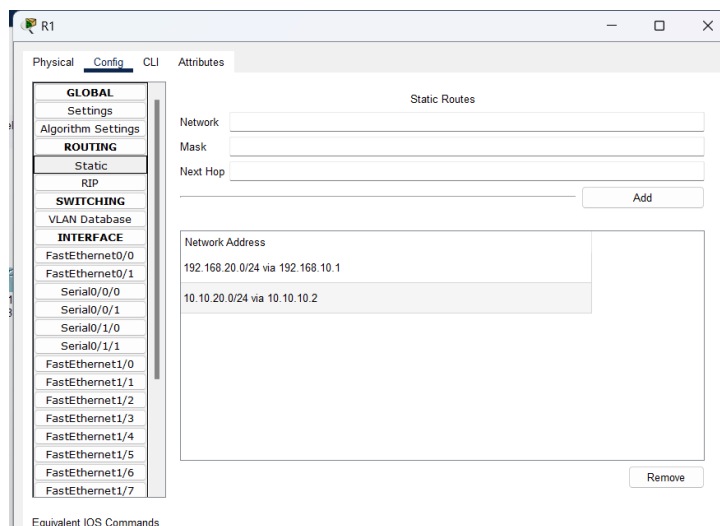 R1
Physical Config CLI Attributes
GLOBAL
Settings
Algorithm Settings
ROUTING
Static
RIP
SWITCHING
VLAN Database
INTERFACE
FastEthernet0/0
FastEthernet0/1
Serial0/0/0
Serial0/0/1
Serial0/1/0
Serial0/1/1
FastEthernet1/0
FastEthernet1/1
FastEthernet1/2
FastEthernet1/3
FastEthernet1/4
FastEthernet1/5
FastEthernet1/6
FastEthernet1/7
Static Routes
Network
Mask
Next Hop
Add
Network Address
192.168.20.0/24 via 192.168.10.1
10.10.20.0/24 via 10.10.10.2
Remove
Equivalent IOS Commands